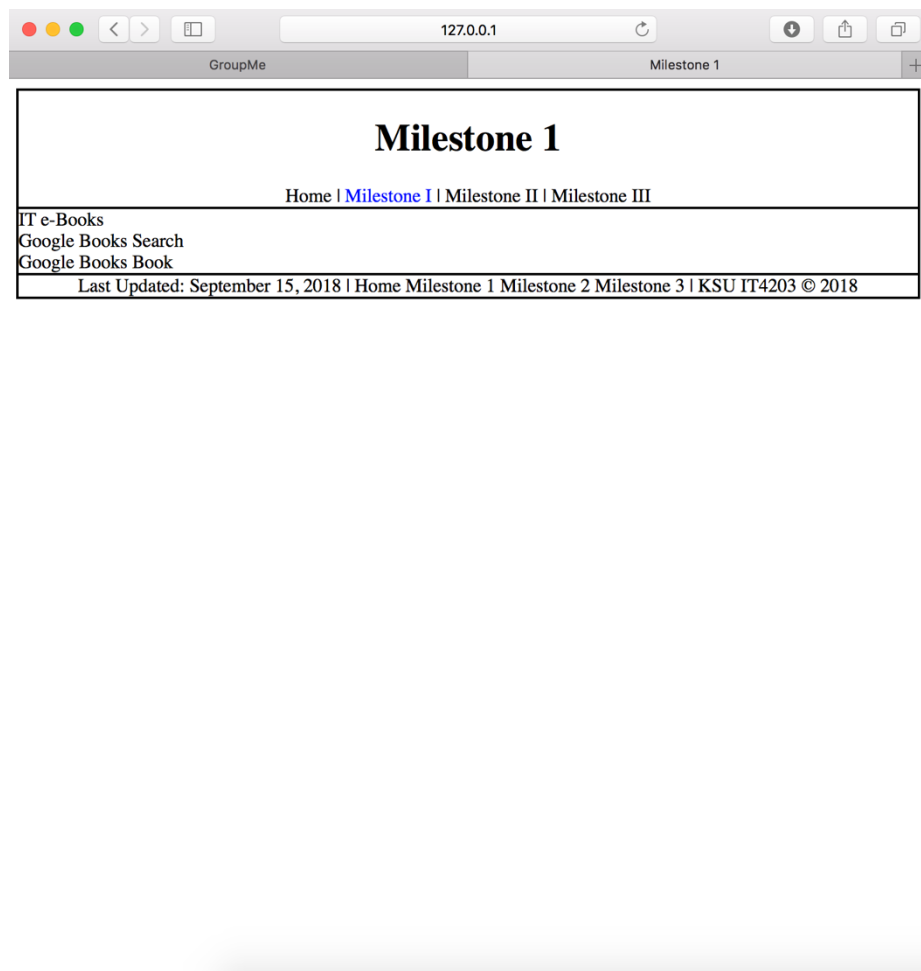 127.0.0.1
GroupMe Milestone 1
Milestone 1
Home | Milestone I | Milestone II | Milestone III
IT e-Books
Google Books Search
Google Books Book
Last Updated: September 15, 2018 | Home Milestone 1 Milestone 2 Milestone 3 | KSU IT4203 © 2018